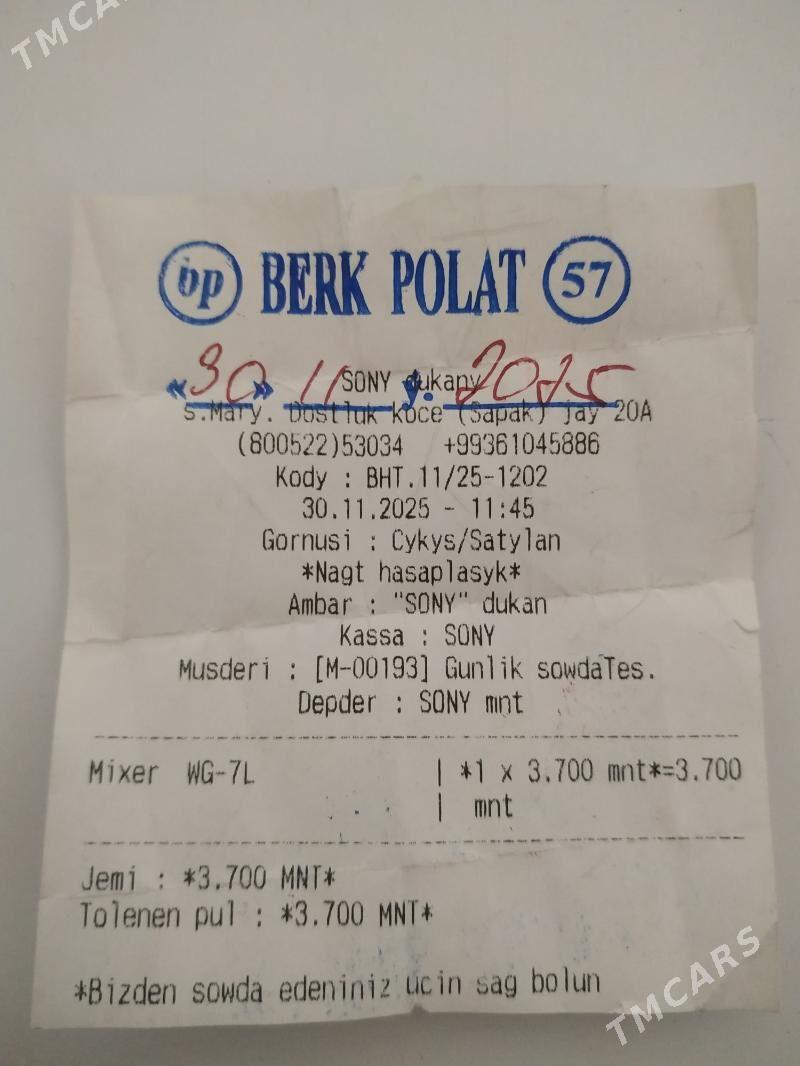 TMCARS
bp BERK POLAT 57
«30» 11 ý. 2025
SONY dukany
s.Mary. Dostluk koce (Sapak) jay 20A
(800522)53034 +99361045886
Kody : BHT.11/25-1202
30.11.2025 - 11:45
Gornusi : Cykys/Satylan
*Nagt hasaplasyk*
Ambar : "SONY" dukan
Kassa : SONY
Musderi : [M-00193] Gunlik sowdaTes.
Depder : SONY mnt
Mixer WG-7L | *1 x 3.700 mnt*=3.700
| mnt
Jemi : *3.700 MNT*
Tolenen pul : *3.700 MNT*
*Bizden sowda edeniniz ucin sag bolun
TMCARS